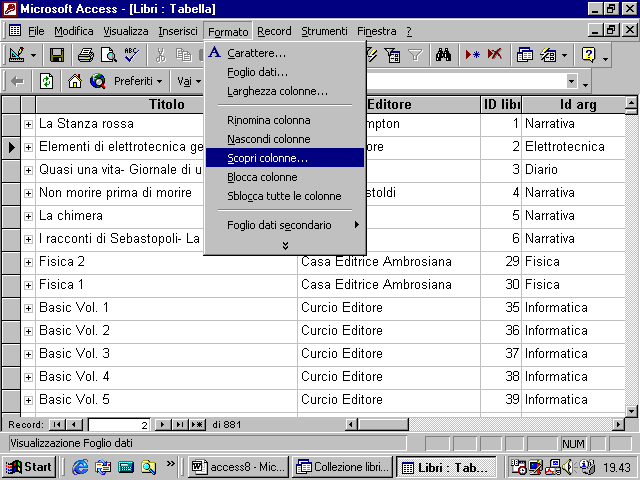 Microsoft Access - [Libri : Tabella]
File Modifica Visualizza Inserisci Formato Record Strumenti Finestra ?
Preferiti Vai
Carattere...
Foglio dati...
Larghezza colonne...
Rinomina colonna
Nascondi colonne
Scopri colonne...
Blocca colonne
Sblocca tutte le colonne
Foglio dati secondario
Titolo Editore ID libr Id arg
La Stanza rossa mpton 1 Narrativa
Elementi di elettrotecnica ge ore 2 Elettrotecnica
Quasi una vita- Giornale di u 3 Diario
Non morire prima di morire stoldi 4 Narrativa
La chimera 5 Narrativa
I racconti di Sebastopoli- La 6 Narrativa
Fisica 2 Casa Editrice Ambrosiana 29 Fisica
Fisica 1 Casa Editrice Ambrosiana 30 Fisica
Basic Vol. 1 Curcio Editore 35 Informatica
Basic Vol. 2 Curcio Editore 36 Informatica
Basic Vol. 3 Curcio Editore 37 Informatica
Basic Vol. 4 Curcio Editore 38 Informatica
Basic Vol. 5 Curcio Editore 39 Informatica
Record: 2 di 881
Visualizzazione Foglio dati NUM
Start access8 - Mic... Collezione libri... Libri : Tab... 19.43